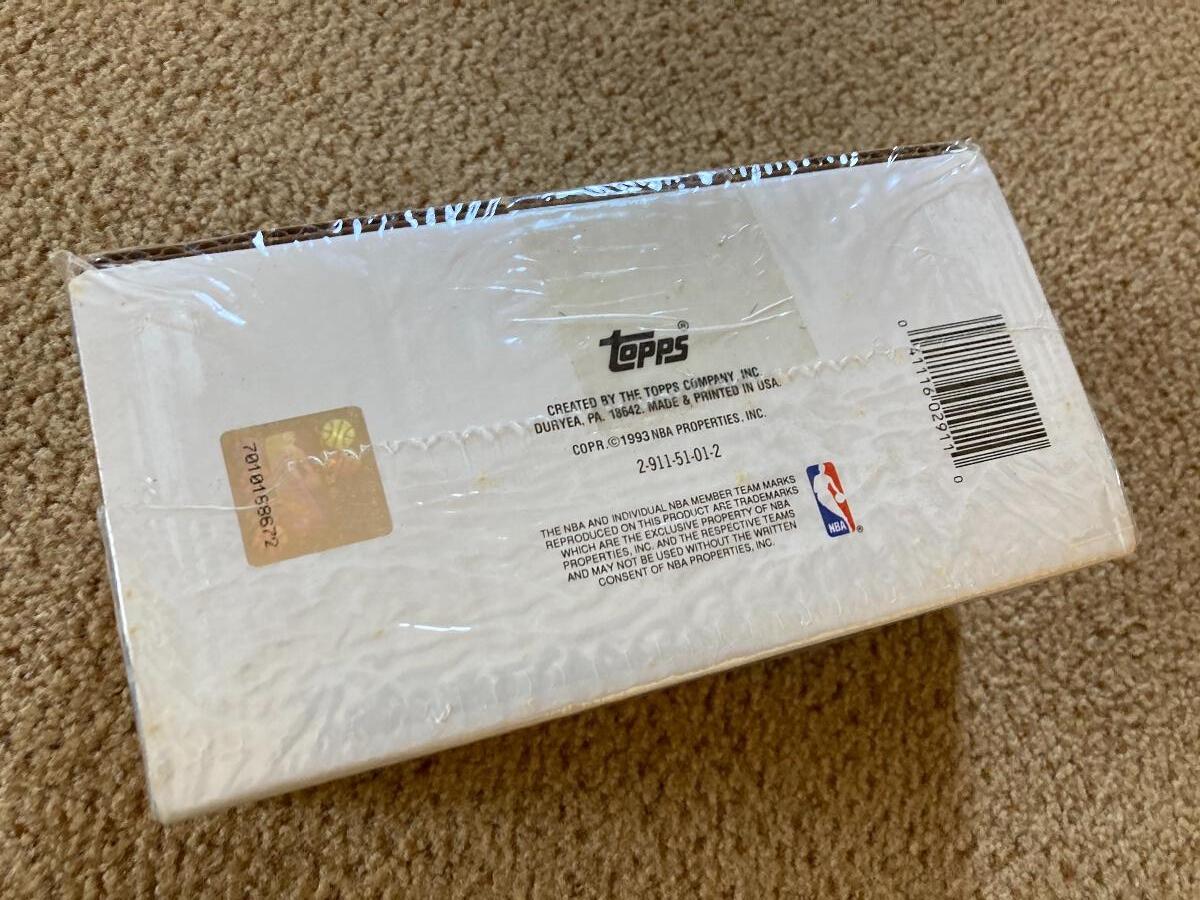 Topps®
CREATED BY THE TOPPS COMPANY, INC.
DURYEA, PA. 18642. MADE & PRINTED IN USA.
COPR.©1993 NBA PROPERTIES, INC.
2-911-51-01-2
THE NBA AND INDIVIDUAL NBA MEMBER TEAM MARKS
REPRODUCED ON THIS PRODUCT ARE TRADEMARKS
WHICH ARE THE EXCLUSIVE PROPERTY OF NBA
PROPERTIES, INC. AND THE RESPECTIVE TEAMS
AND MAY NOT BE USED WITHOUT THE WRITTEN
CONSENT OF NBA PROPERTIES, INC.
NBA®
7010188672
0 41116 02911 0